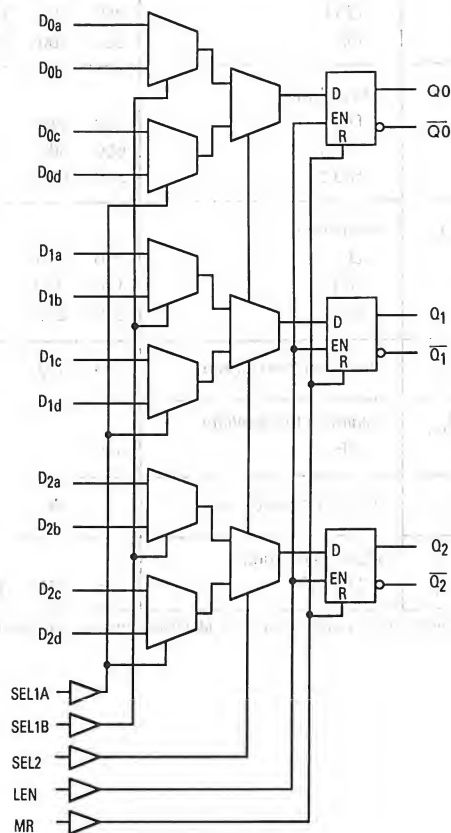 D0a
D0b
D0c
D0d
D
EN
R
Q0
Q0
D1a
D1b
D1c
D1d
D
EN
R
Q1
Q1
D2a
D2b
D2c
D2d
D
EN
R
Q2
Q2
SEL1A
SEL1B
SEL2
LEN
MR